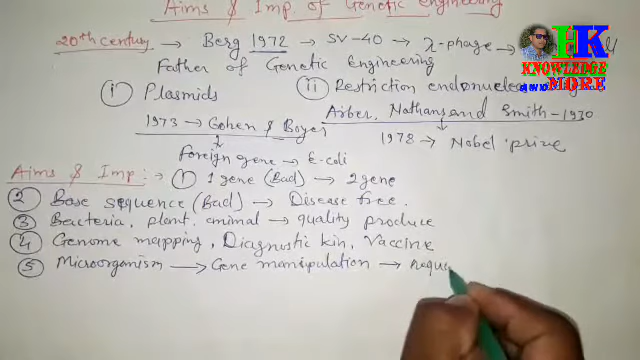 Aims & Imp. of Genetic Engineering
20th century → Berg 1972 → SV-40 → λ-phage →
Father of Genetic Engineering
HK
KNOWLEDGE
MORE
(i) Plasmids (ii) Restriction endonuclea
Arber, Nathans and Smith-1970
1973 → Cohen & Boyer
1978 → Nobel prize
Foreign gene → E-coli
Aims & Imp:→ (1) 1 gene (Bad) → 2 gene
(2) Base sequence (Bad) → Disease free.
(3) Bacteria, plant, animal → quality produce
(4) Genome mapping, Diagnostic kin, Vaccine
(5) Microorganism → Gene manipulation → Requ